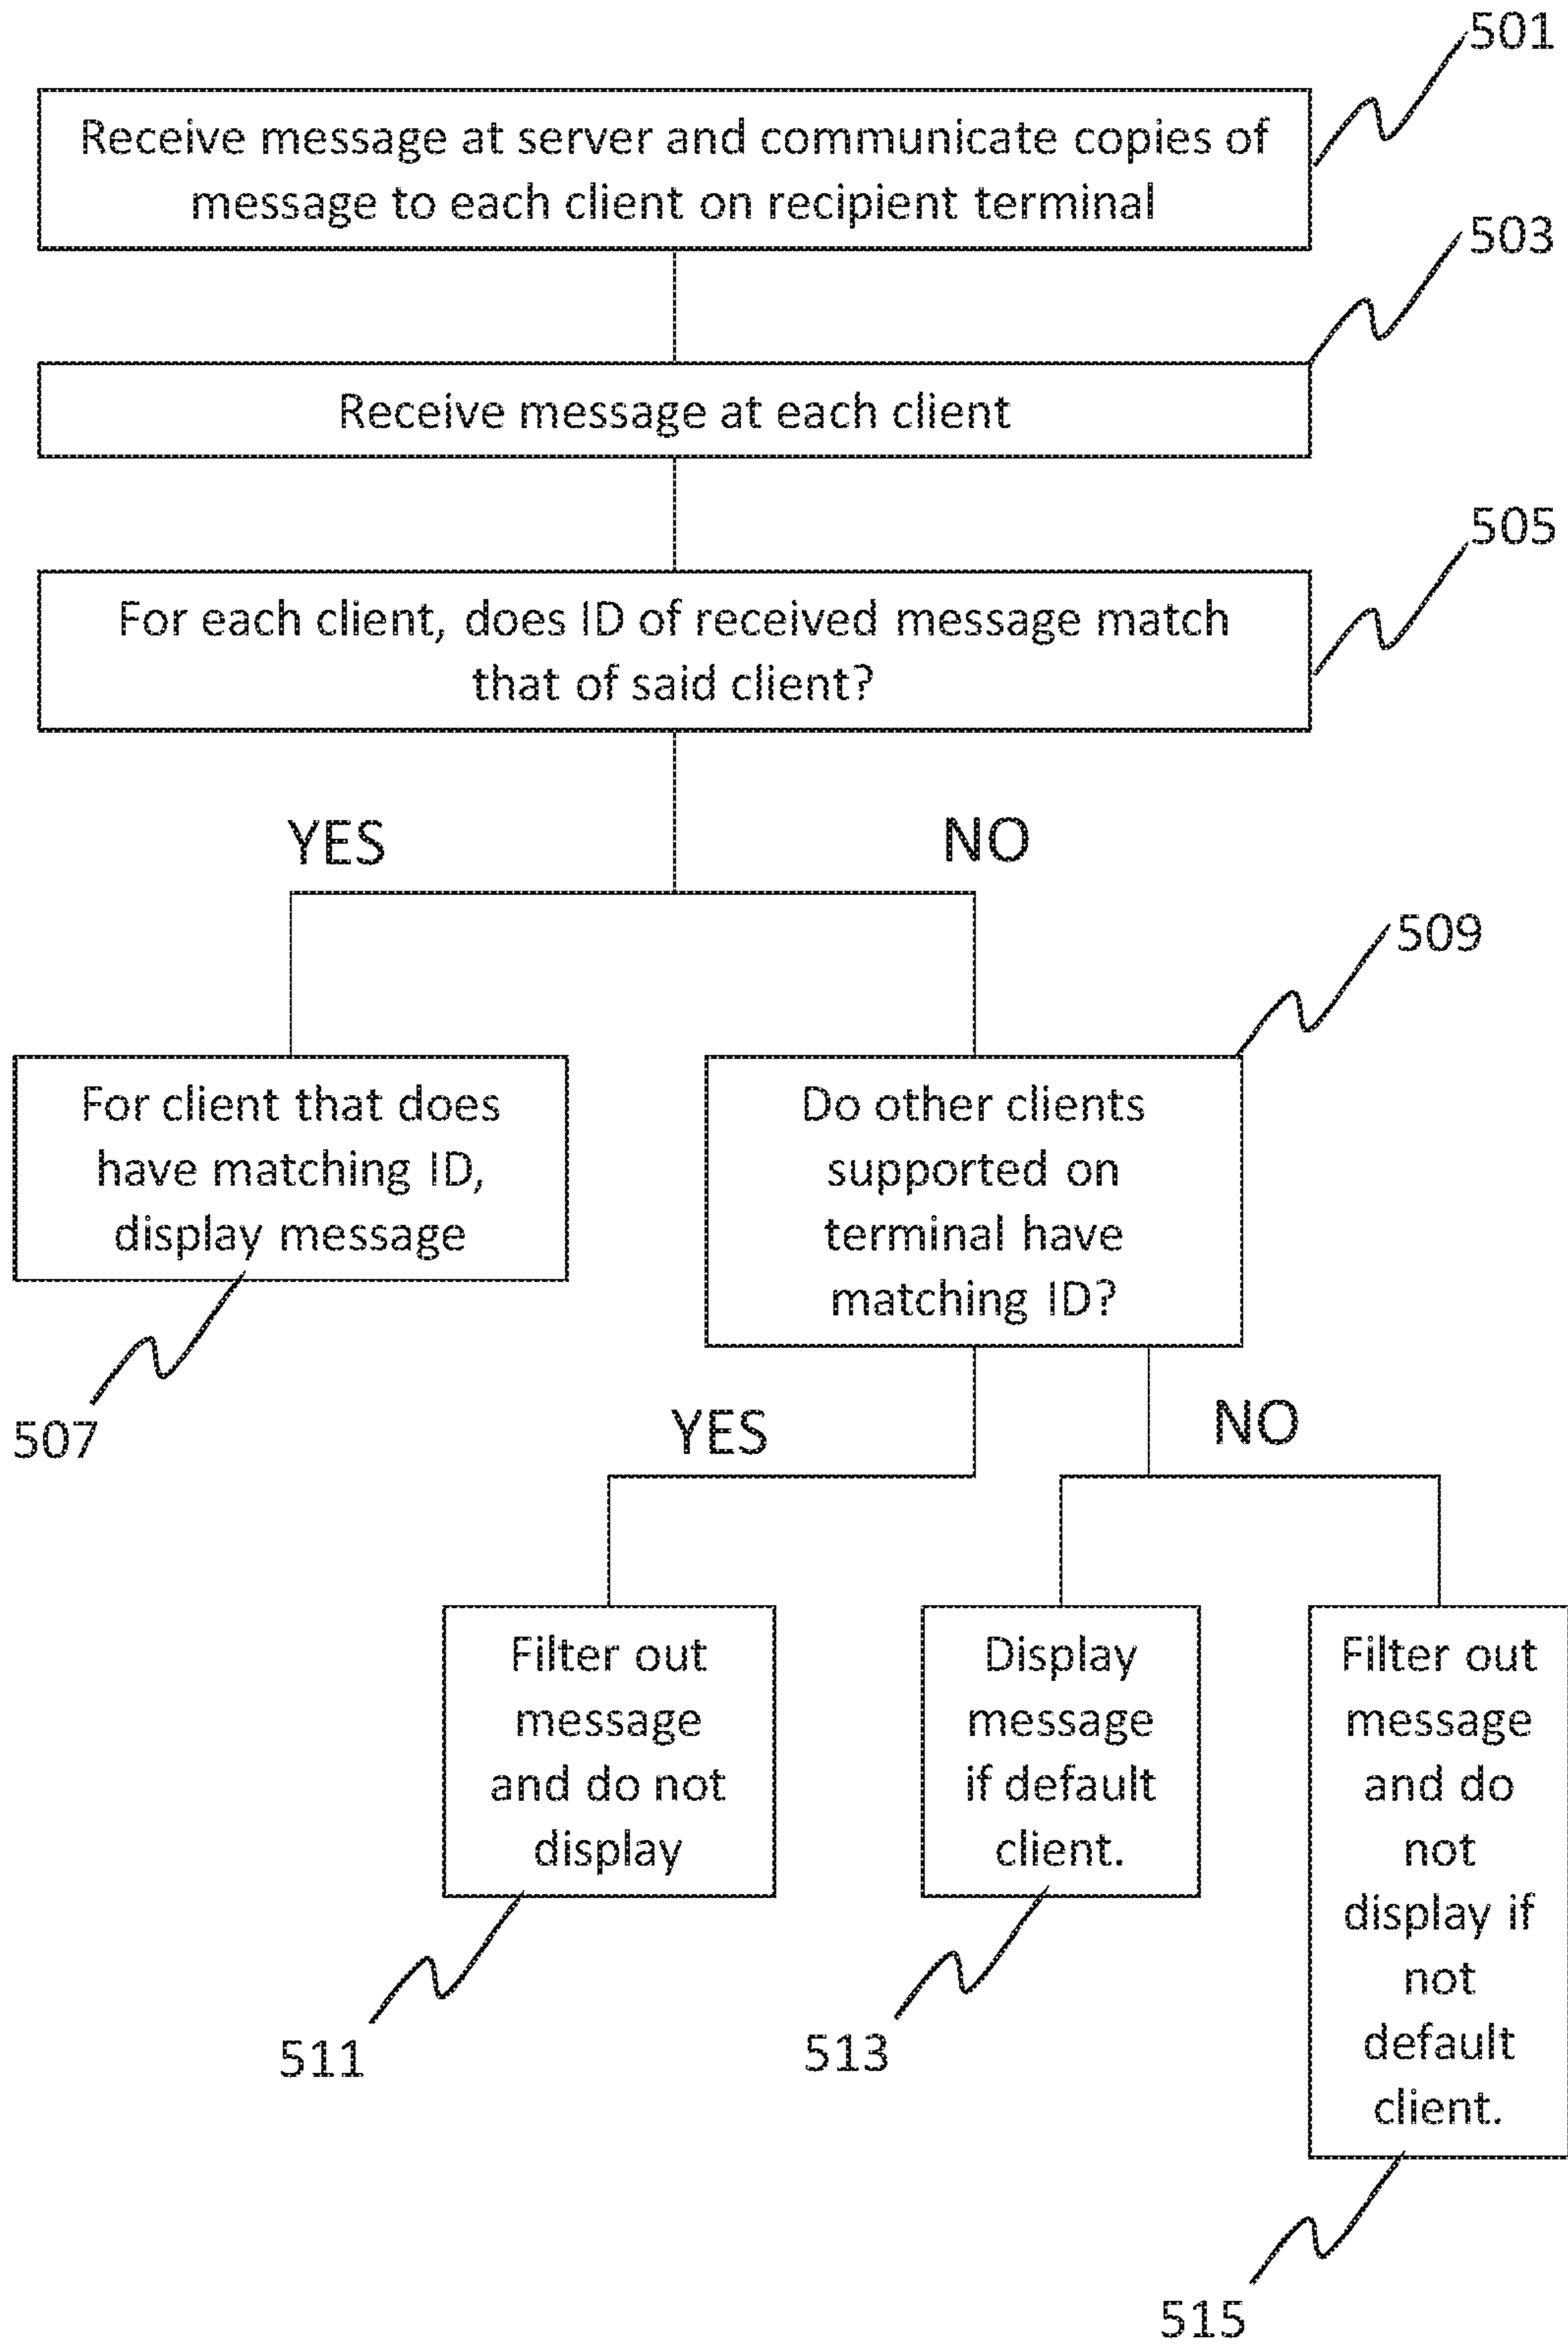 501
Receive message at server and communicate copies of
message to each client on recipient terminal
503
Receive message at each client
505
For each client, does ID of received message match
that of said client?
YES
NO
509
For client that does
have matching ID,
display message
507
Do other clients
supported on
terminal have
matching ID?
YES
NO
Filter out
message
and do not
display
511
Display
message
if default
client.
513
Filter out
message
and do
not
display if
not
default
client.
515